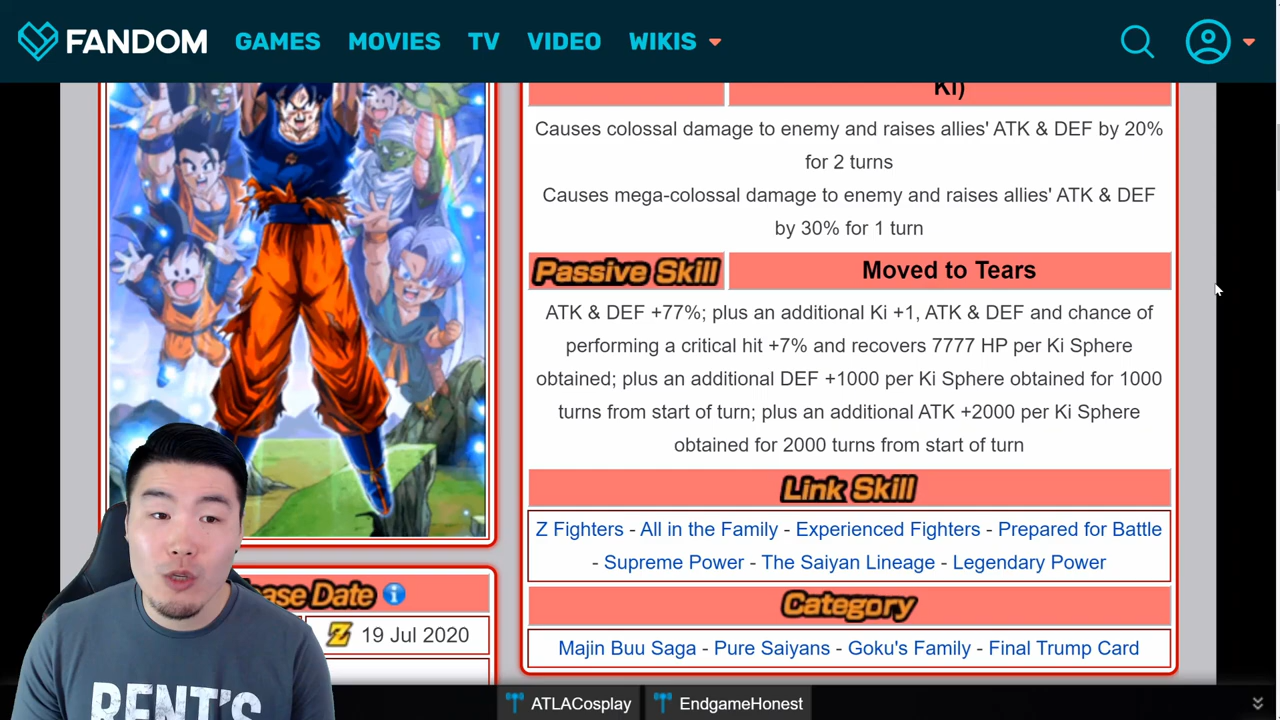 FANDOM GAMES MOVIES TV VIDEO WIKIS
Ki)
Causes colossal damage to enemy and raises allies' ATK & DEF by 20%
for 2 turns
Causes mega-colossal damage to enemy and raises allies' ATK & DEF
by 30% for 1 turn
Passive Skill Moved to Tears
ATK & DEF +77%; plus an additional Ki +1, ATK & DEF and chance of
performing a critical hit +7% and recovers 7777 HP per Ki Sphere
obtained; plus an additional DEF +1000 per Ki Sphere obtained for 1000
turns from start of turn; plus an additional ATK +2000 per Ki Sphere
obtained for 2000 turns from start of turn
Link Skill
Z Fighters - All in the Family - Experienced Fighters - Prepared for Battle
- Supreme Power - The Saiyan Lineage - Legendary Power
Category
Majin Buu Saga - Pure Saiyans - Goku's Family - Final Trump Card
ease Date
Z 19 Jul 2020
ATLACosplay EndgameHonest